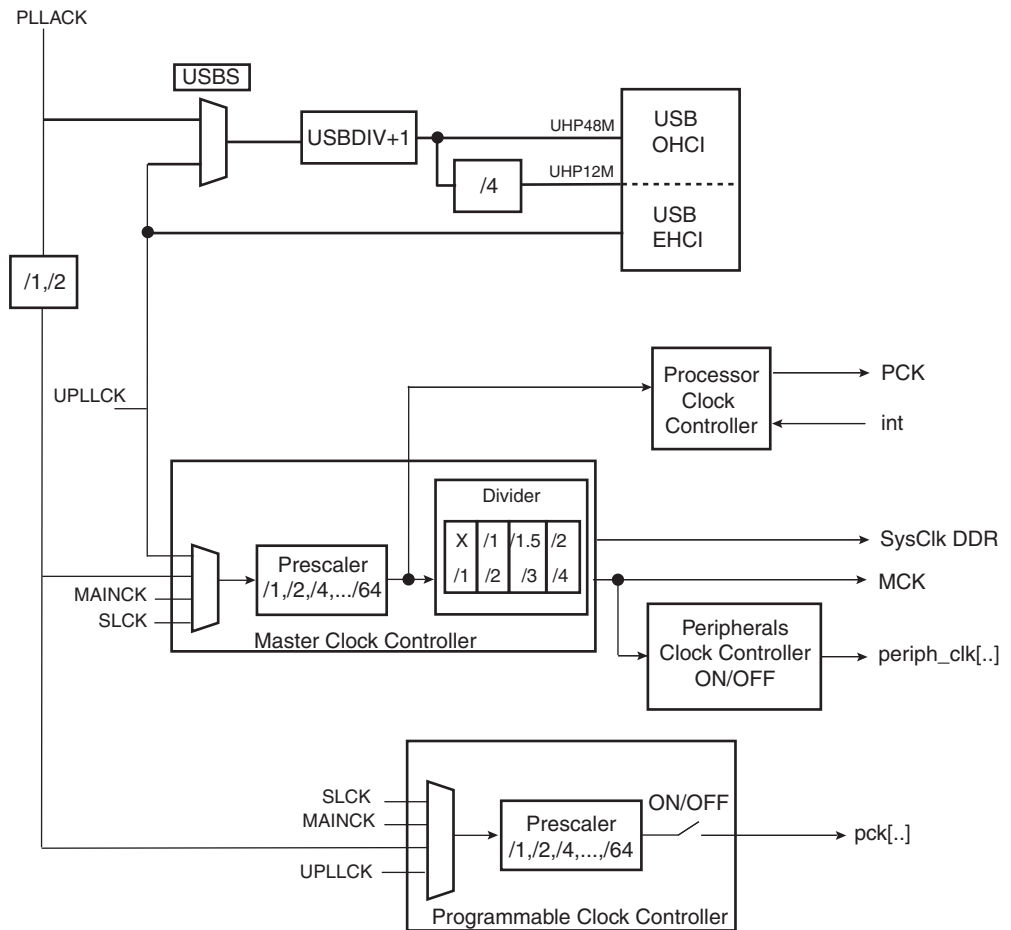 PLLACK
USBS
USBDIV+1
UHP48M
USB
OHCI
/4
UHP12M
USB
EHCI
/1,/2
UPLLCK
Processor
Clock
Controller
PCK
int
Divider
X /1 /1.5 /2
/1 /2 /3 /4
Prescaler
/1,/2,/4,.../64
MAINCK
SLCK
Master Clock Controller
SysClk DDR
MCK
Peripherals
Clock Controller
ON/OFF
periph_clk[..]
SLCK
MAINCK
UPLLCK
Prescaler
/1,/2,/4,...,/64
ON/OFF
pck[..]
Programmable Clock Controller